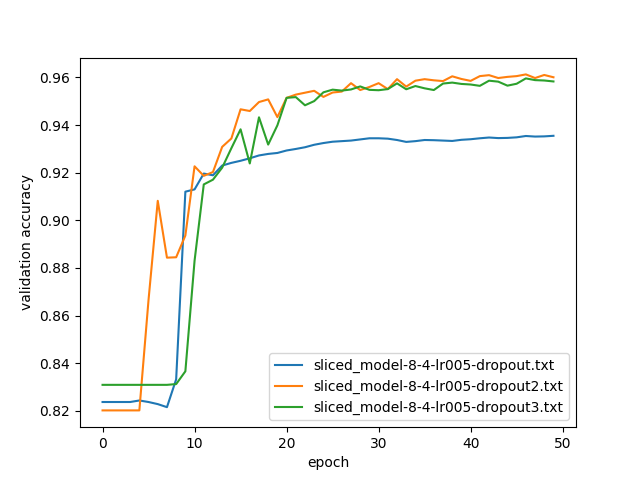 0.96
0.94
0.92
0.90
0.88
0.86
0.84
0.82
validation accuracy
sliced_model-8-4-lr005-dropout.txt
sliced_model-8-4-lr005-dropout2.txt
sliced_model-8-4-lr005-dropout3.txt
0 10 20 30 40 50
epoch